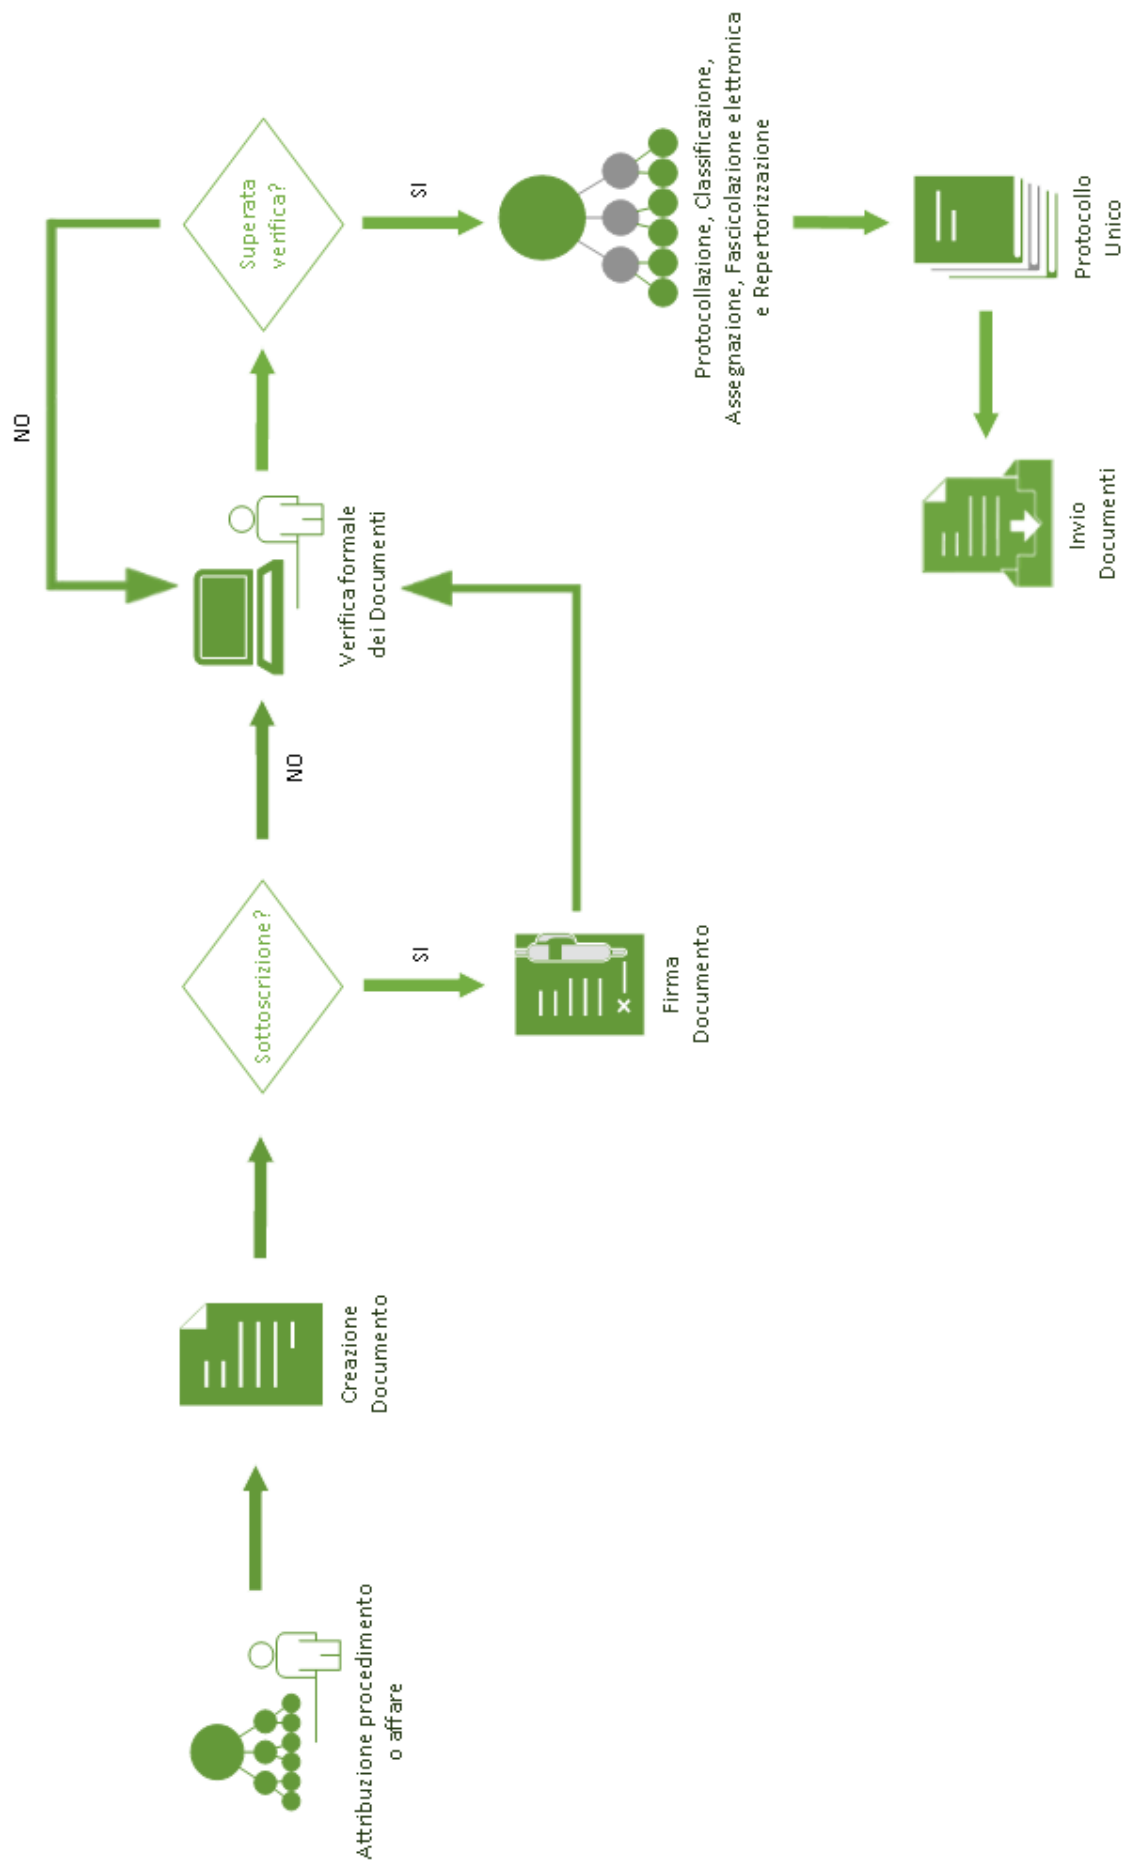 Attribuzione procedimento
o affare
Creazione
Documento
Sottoscrizione?
SI
Firma
Documento
NO
Verifica formale
dei Documenti
NO
Superata
verifica?
SI
Protocollazione, Classificazione,
Assegnazione, Fascicolazione elettronica
e Repertorizzazione
Protocollo
Unico
Invio
Documenti